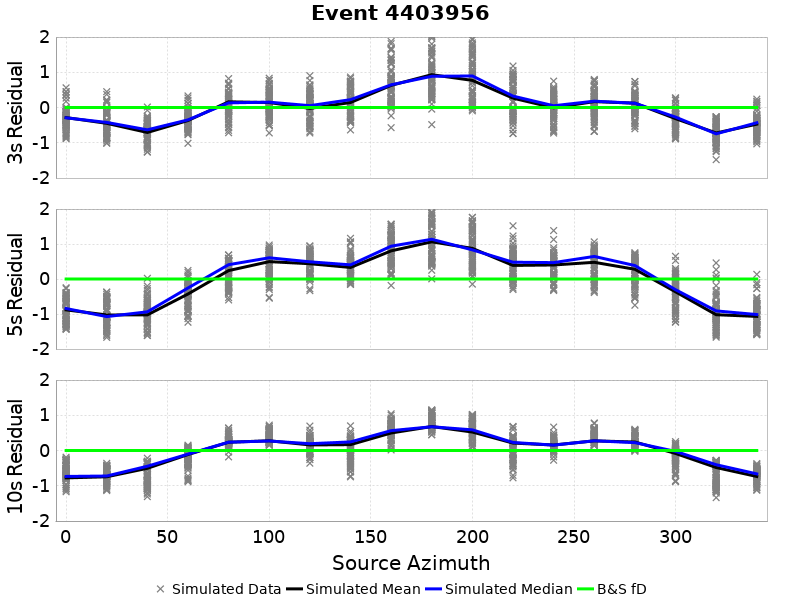 Event 4403956
3s Residual
2
1
0
-1
-2
5s Residual
2
1
0
-1
-2
10s Residual
2
1
0
-1
-2
0 50 100 150 200 250 300
Source Azimuth
Simulated Data Simulated Mean Simulated Median B&S fD